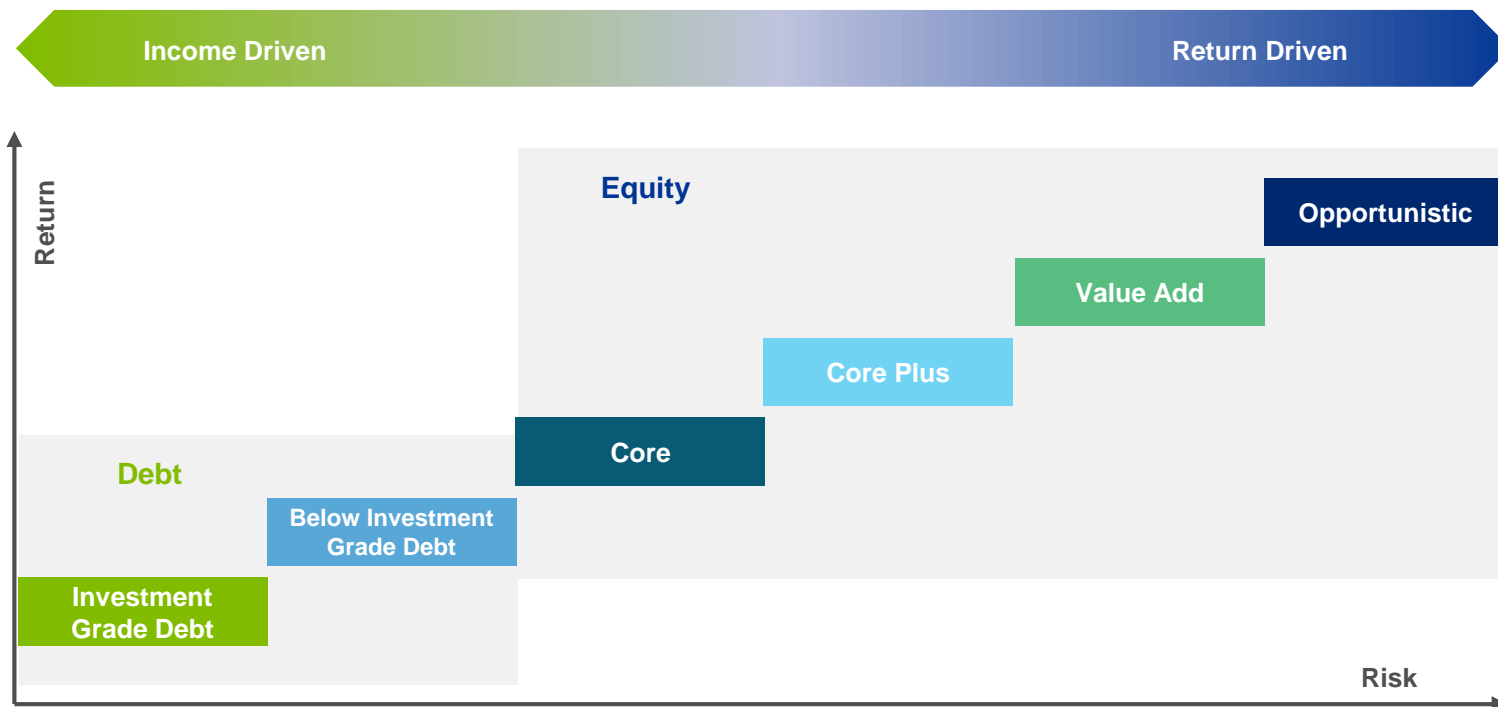 Income Driven
Return Driven
Return
Equity
Opportunistic
Value Add
Core Plus
Core
Debt
Below Investment
Grade Debt
Investment
Grade Debt
Risk